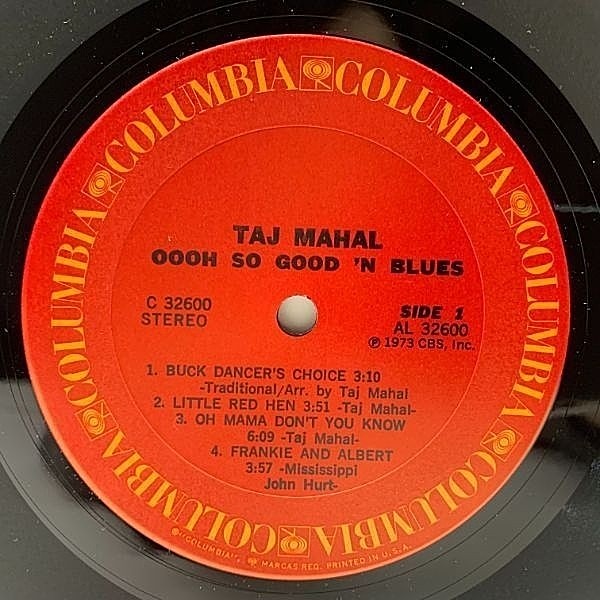 COLUMBIA COLUMBIA COLUMBIA COLUMBIA COLUMBIA COLUMBIA
TAJ MAHAL
OOOH SO GOOD 'N BLUES
C 32600
STEREO
SIDE 1
AL 32600
℗ 1973 CBS, Inc.
1. BUCK DANCER'S CHOICE 3:10
-Traditional/Arr. by Taj Mahal
2. LITTLE RED HEN 3:51 -Taj Mahal-
3. OH MAMA DON'T YOU KNOW
6:09 -Taj Mahal-
4. FRANKIE AND ALBERT
3:57 -Mississippi
John Hurt-
"COLUMBIA", MARCAS REG. PRINTED IN U.S.A.